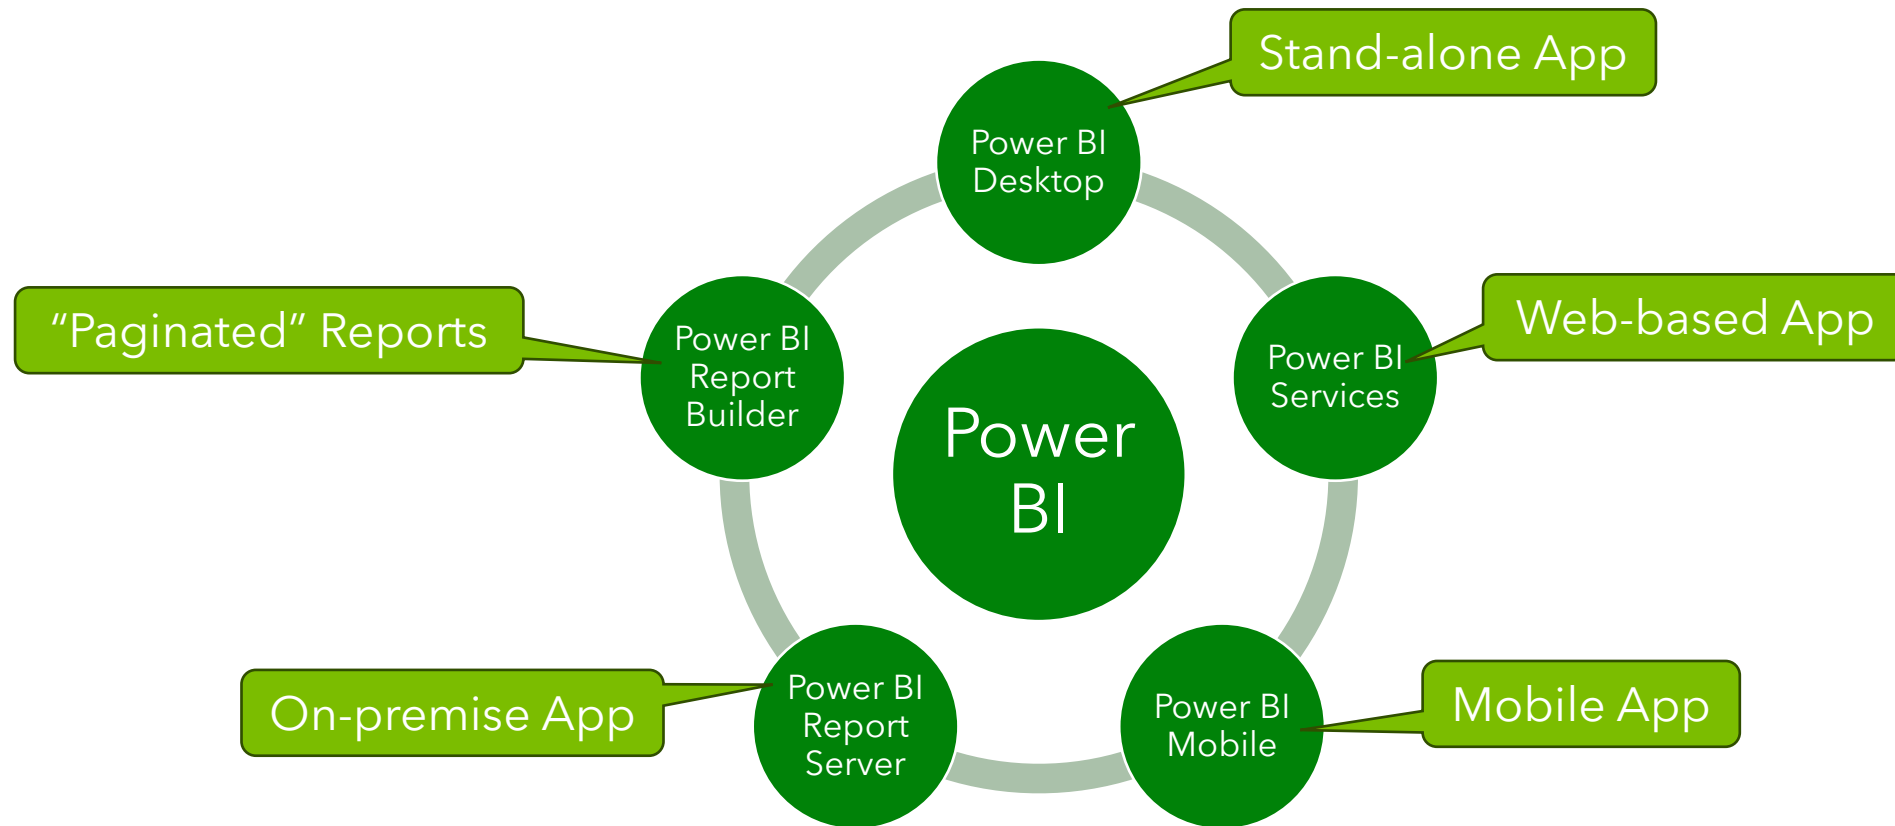 Stand-alone App
Power BI
Desktop
“Paginated” Reports
Web-based App
Power BI
Report
Builder
Power BI
Services
Power
BI
On-premise App
Power BI
Report
Server
Power BI
Mobile
Mobile App